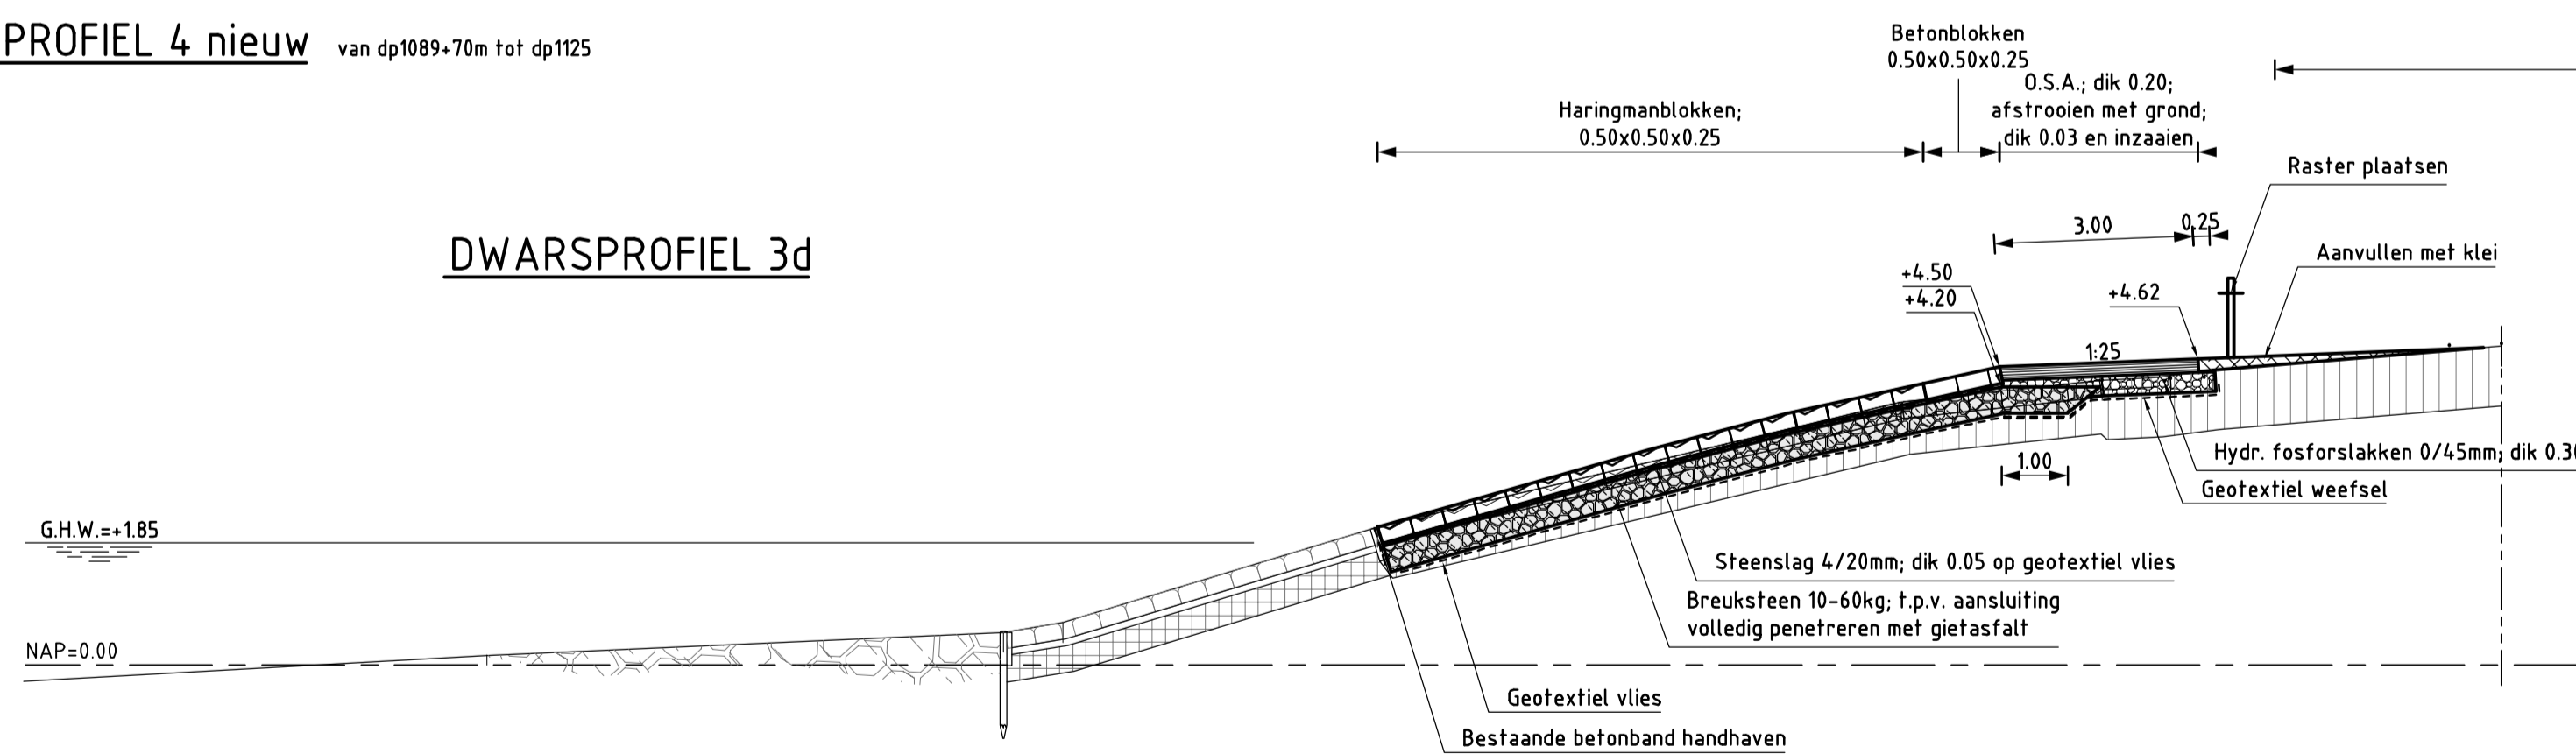 PROFIEL 4 nieuw van dp1089+70m tot dp1125
Betonblokken
0.50x0.50x0.25
O.S.A.; dik 0.20;
afstrooien met grond;
dik 0.03 en inzaaien
Haringmanblokken;
0.50x0.50x0.25
Raster plaatsen
DWARSPROFIEL 3d
3.00
0.25
Aanvullen met klei
+4.50
+4.20
+4.62
1:25
1.00
Hydr. fosforslakken 0/45mm; dik
Geotextiel weefsel
G.H.W.=+1.85
Steenslag 4/20mm; dik 0.05 op geotextiel vlies
Breuksteen 10-60kg; t.p.v. aansluiting
volledig penetreren met gietasfalt
NAP=0.00
Geotextiel vlies
Bestaande betonband handhaven